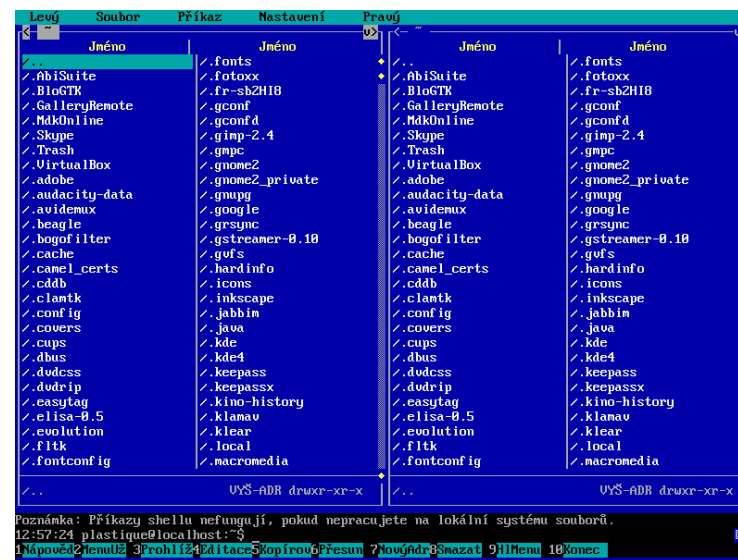 Levý Soubor Příkaz Nastavení Pravý
<─ ~ v>
Jméno Jméno
/.. /.fonts
/.AbiSuite /.fotoxx
/.BloGTK /.fr-sb2HI8
/.GalleryRemote /.gconf
/.MdkOnline /.gconfd
/.Skype /.gimp-2.4
/.Trash /.gmpc
/.VirtualBox /.gnome2
/.adobe /.gnome2_private
/.audacity-data /.gnupg
/.avidemux /.google
/.beagle /.grsync
/.bogofilter /.gstreamer-0.10
/.cache /.gvfs
/.camel_certs /.hardinfo
/.cddb /.icons
/.clamtk /.inkscape
/.config /.jabbim
/.covers /.java
/.cups /.kde
/.dbus /.kde4
/.dvdcss /.keepass
/.dvdrip /.keepassx
/.easytag /.kino-history
/.elisa-0.5 /.klamav
/.evolution /.klear
/.fltk /.local
/.fontconfig /.macromedia
/.. VYŠ-ADR drwxr-xr-x
<─ ~
Jméno Jméno
/.. /.fonts
/.AbiSuite /.fotoxx
/.BloGTK /.fr-sb2HI8
/.GalleryRemote /.gconf
/.MdkOnline /.gconfd
/.Skype /.gimp-2.4
/.Trash /.gmpc
/.VirtualBox /.gnome2
/.adobe /.gnome2_private
/.audacity-data /.gnupg
/.avidemux /.google
/.beagle /.grsync
/.bogofilter /.gstreamer-0.10
/.cache /.gvfs
/.camel_certs /.hardinfo
/.cddb /.icons
/.clamtk /.inkscape
/.config /.jabbim
/.covers /.java
/.cups /.kde
/.dbus /.kde4
/.dvdcss /.keepass
/.dvdrip /.keepassx
/.easytag /.kino-history
/.elisa-0.5 /.klamav
/.evolution /.klear
/.fltk /.local
/.fontconfig /.macromedia
/.. VYŠ-ADR drwxr-xr-x
Poznámka: Příkazy shellu nefungují, pokud nepracujete na lokální systému souborů.
12:57:24 plastique@localhost:~$
1Nápověd2MenuUž 3Prohlíž4Editace5Kopírov6Přesun 7NovýAdr8Smazat 9HlMenu 10Konec